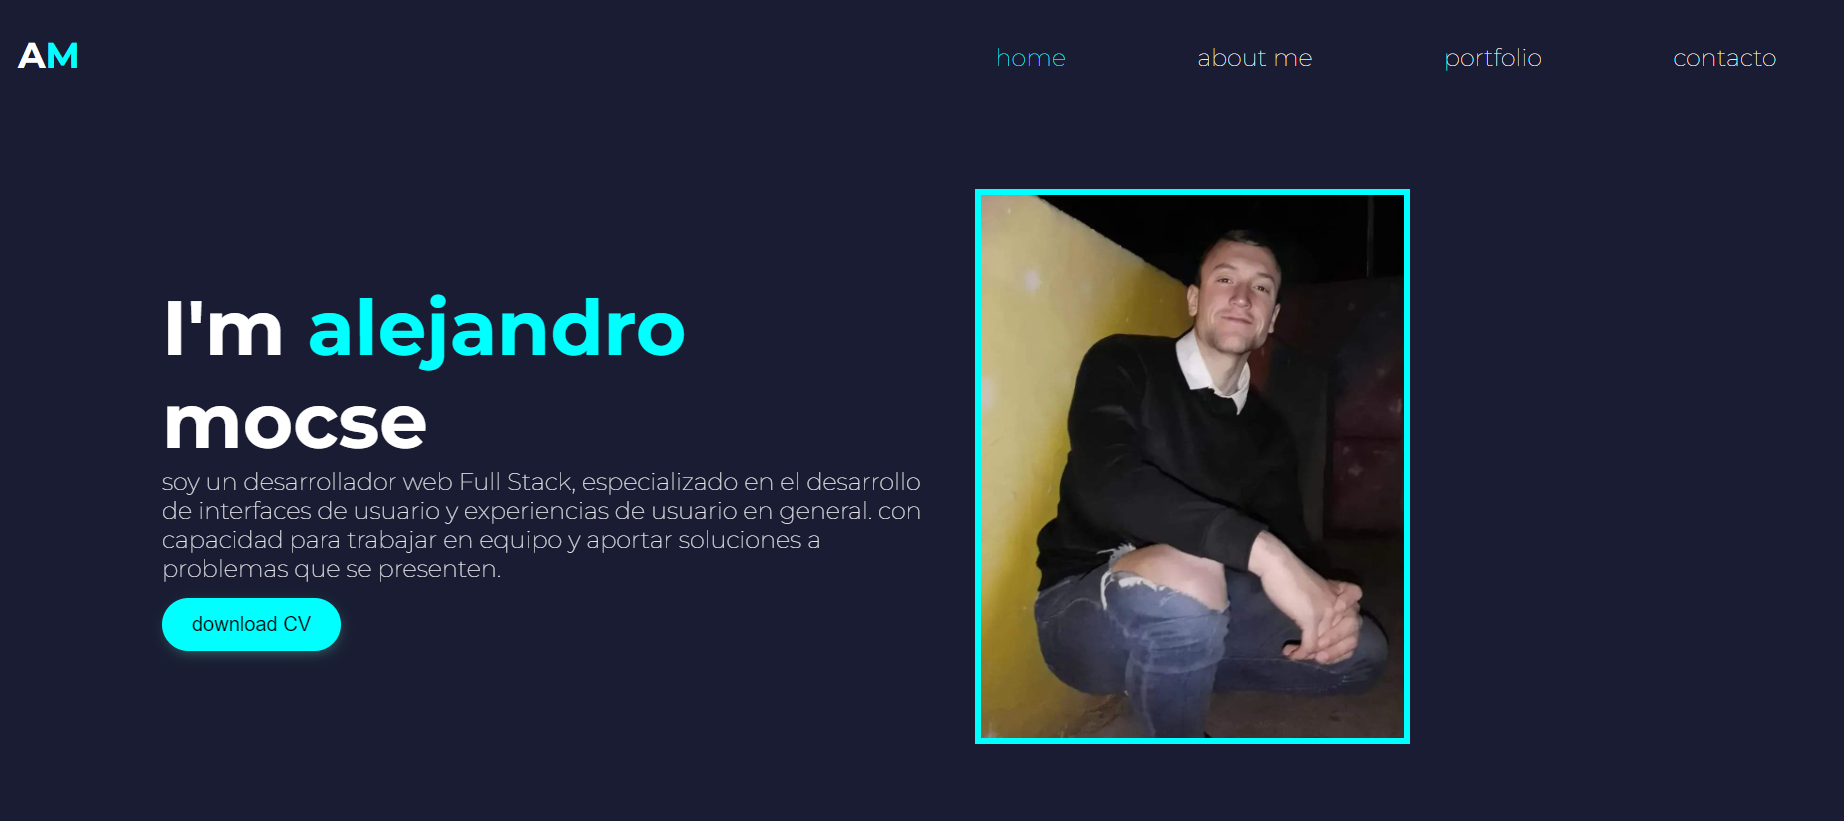 AM
home about me portfolio contacto
I'm alejandro
mocse
soy un desarrollador web Full Stack, especializado en el desarrollo
de interfaces de usuario y experiencias de usuario en general. con
capacidad para trabajar en equipo y aportar soluciones a
problemas que se presenten.
download CV